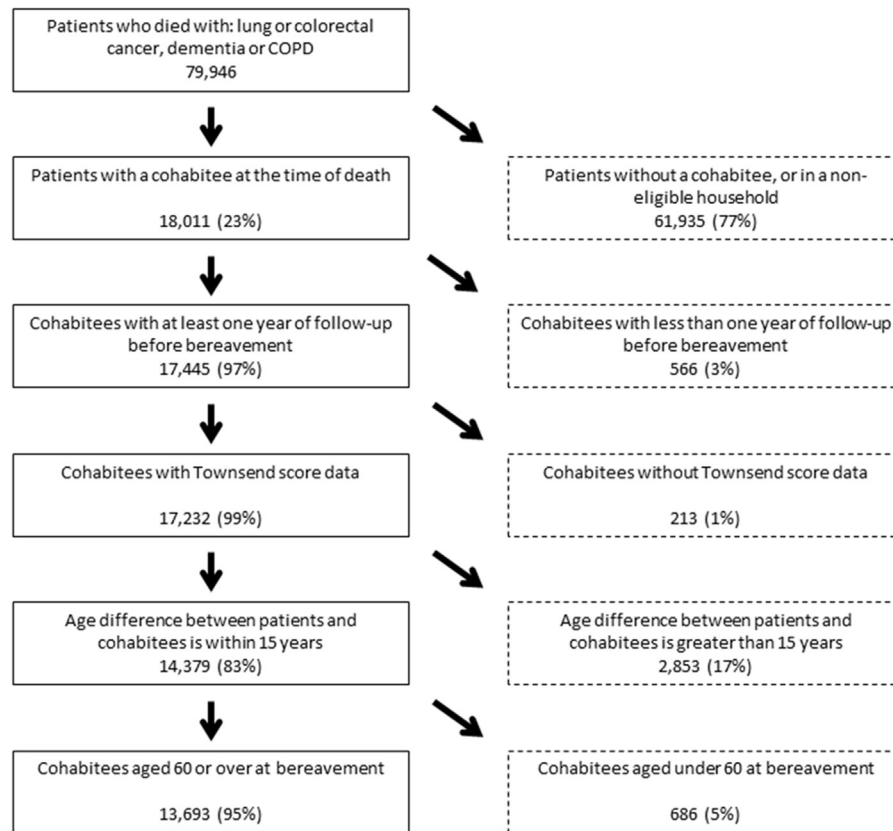 Patients who died with: lung or colorectal
cancer, dementia or COPD
79,946
Patients with a cohabitee at the time of death
18,011 (23%)
Patients without a cohabitee, or in a non-
eligible household
61,935 (77%)
Cohabitees with at least one year of follow-up
before bereavement
17,445 (97%)
Cohabitees with less than one year of follow-up
before bereavement
566 (3%)
Cohabitees with Townsend score data
17,232 (99%)
Cohabitees without Townsend score data
213 (1%)
Age difference between patients and
cohabitees is within 15 years
14,379 (83%)
Age difference between patients and
cohabitees is greater than 15 years
2,853 (17%)
Cohabitees aged 60 or over at bereavement
13,693 (95%)
Cohabitees aged under 60 at bereavement
686 (5%)